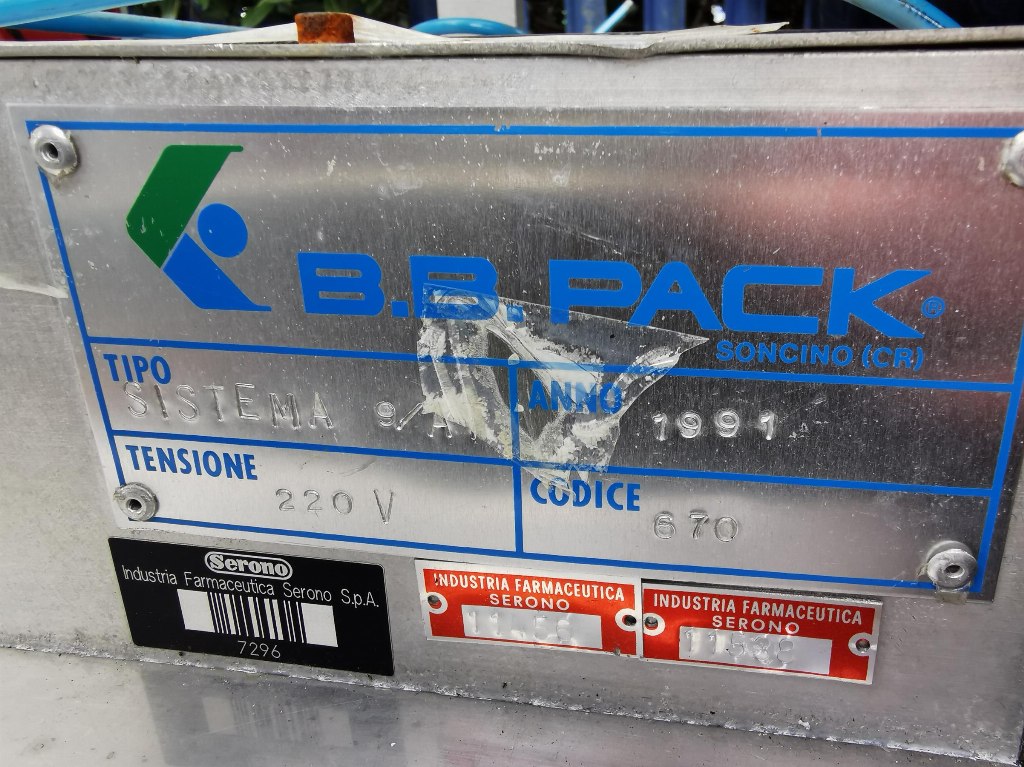 B.B. PACK®
SONCINO (CR)
TIPO
SISTEMA 9/A
ANNO
1991
TENSIONE
220 V
CODICE
670
Serono
Industria Farmaceutica Serono S.p.A.
7296
INDUSTRIA FARMACEUTICA
SERONO
INDUSTRIA FARMACEUTICA
SERONO